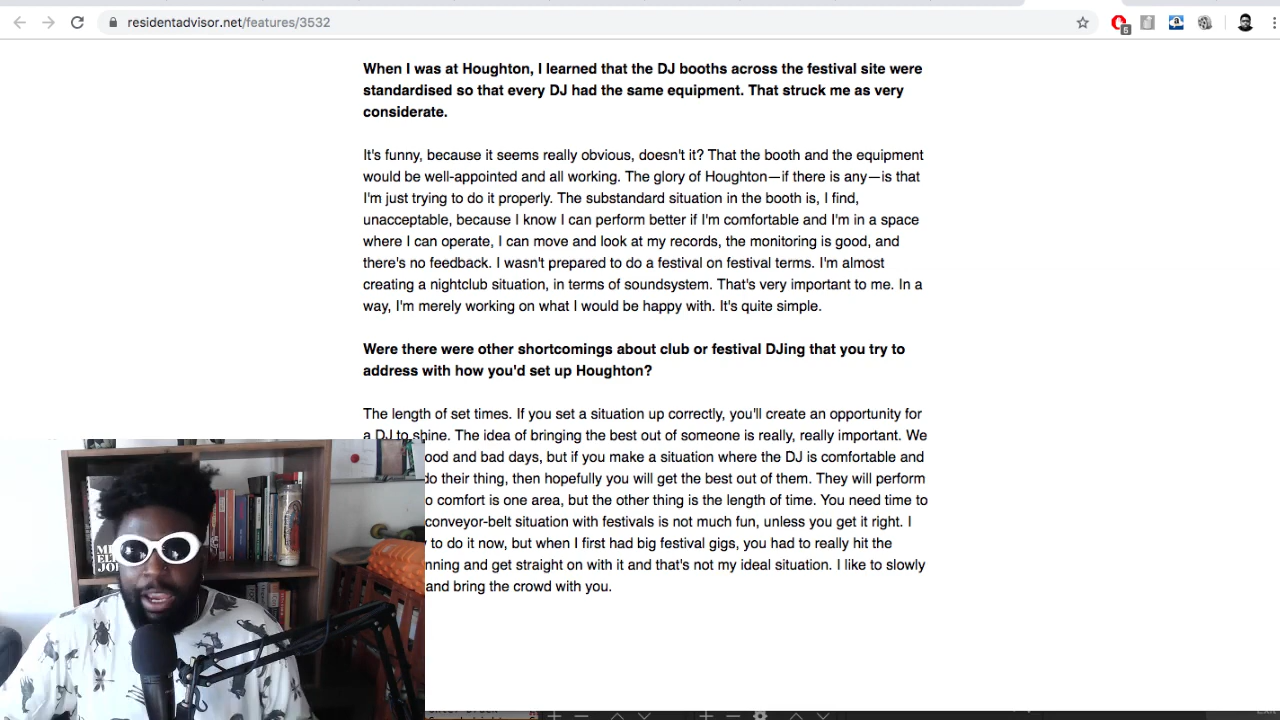 residentadvisor.net/features/3532
5
When I was at Houghton, I learned that the DJ booths across the festival site were
standardised so that every DJ had the same equipment. That struck me as very
considerate.
It's funny, because it seems really obvious, doesn't it? That the booth and the equipment
would be well-appointed and all working. The glory of Houghton—if there is any—is that
I'm just trying to do it properly. The substandard situation in the booth is, I find,
unacceptable, because I know I can perform better if I'm comfortable and I'm in a space
where I can operate, I can move and look at my records, the monitoring is good, and
there's no feedback. I wasn't prepared to do a festival on festival terms. I'm almost
creating a nightclub situation, in terms of soundsystem. That's very important to me. In a
way, I'm merely working on what I would be happy with. It's quite simple.
Were there were other shortcomings about club or festival DJing that you try to
address with how you'd set up Houghton?
The length of set times. If you set a situation up correctly, you'll create an opportunity for
a DJ to shine. The idea of bringing the best out of someone is really, really important. We
ood and bad days, but if you make a situation where the DJ is comfortable and
do their thing, then hopefully you will get the best out of them. They will perform
o comfort is one area, but the other thing is the length of time. You need time to
conveyor-belt situation with festivals is not much fun, unless you get it right. I
y to do it now, but when I first had big festival gigs, you had to really hit the
nning and get straight on with it and that's not my ideal situation. I like to slowly
and bring the crowd with you.